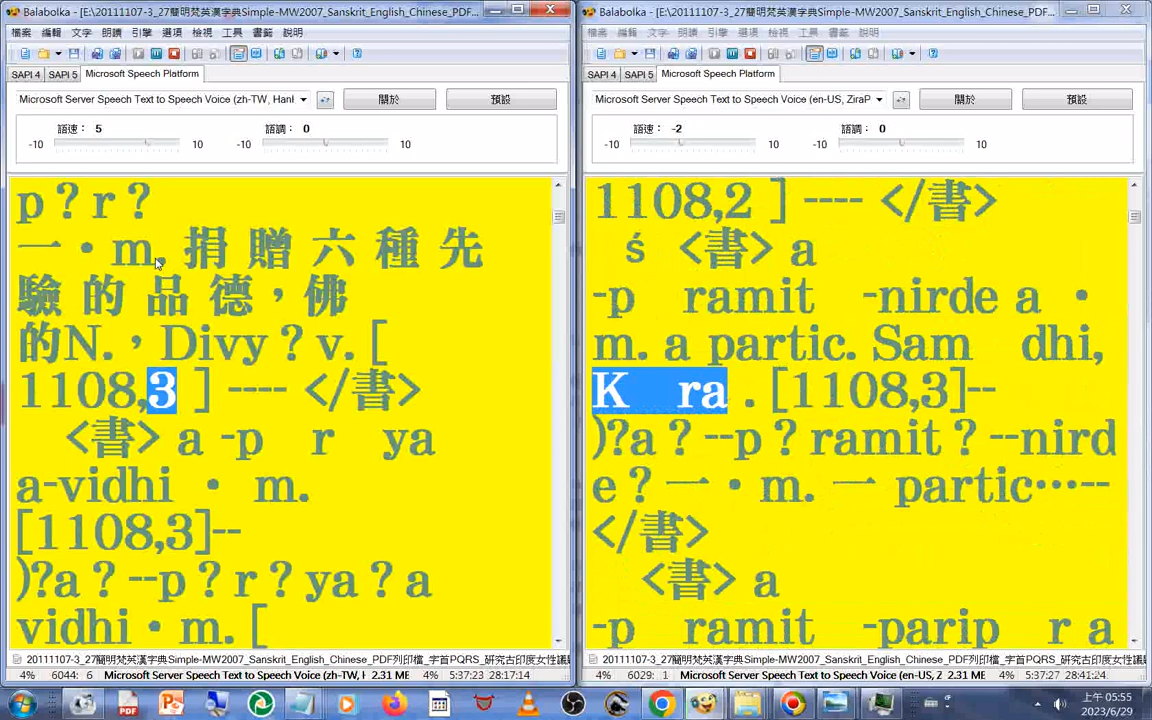 Balabolka - [E:\20111107-3_27簡明梵英漢字典Simple-MW2007_Sanskrit_English_Chinese_PDF...
檔案 編輯 文字 朗讀 引擎 選項 檢視 工具 書籤 說明
SAPI 4 SAPI 5 Microsoft Speech Platform
Microsoft Server Speech Text to Speech Voice (zh-TW, Hanl
關於 預設
語速： 5 語調： 0
-10 10 -10 10
p？r？
一・m. 捐 贈 六 種 先
驗 的 品 德，佛
的N.，Divy？v. [
1108,3 ] ---- </書>
<書> a -p r ya
a-vidhi ・ m.
[1108,3]--
)?a？--p？r？ya？a
vidhi・m. [
20111107-3_27簡明梵英漢字典Simple-MW2007_Sanskrit_English_Chinese_PDF列印檔_字首PQRS_研究古印度女性議
4% 6044: 6 Microsoft Server Speech Text to Speech Voice (zh-TW, H 2.31 MB 4% 5:37:23 28:17:14
Balabolka - [E:\20111107-3_27簡明梵英漢字典Simple-MW2007_Sanskrit_English_Chinese_PDF...
檔案 編輯 文字 朗讀 引擎 選項 檢視 工具 書籤 說明
SAPI 4 SAPI 5 Microsoft Speech Platform
Microsoft Server Speech Text to Speech Voice (en-US, ZiraP
關於 預設
語速： -2 語調： 0
-10 10 -10 10
1108,2 ] ---- </書>
ś <書> a
-p ramit -nirde a ・
m. a partic. Sam dhi,
K ra . [1108,3]--
)?a？--p？ramit？--nird
e？一・m. 一 partic…--
</書>
<書> a
-p ramit -parip r a
20111107-3_27簡明梵英漢字典Simple-MW2007_Sanskrit_English_Chinese_PDF列印檔_字首PQRS_研究古印度女性議
4% 6029: 1 Microsoft Server Speech Text to Speech Voice (en-US, Z 2.31 MB 4% 5:37:27 28:41:24
上午 05:55
2023/6/29